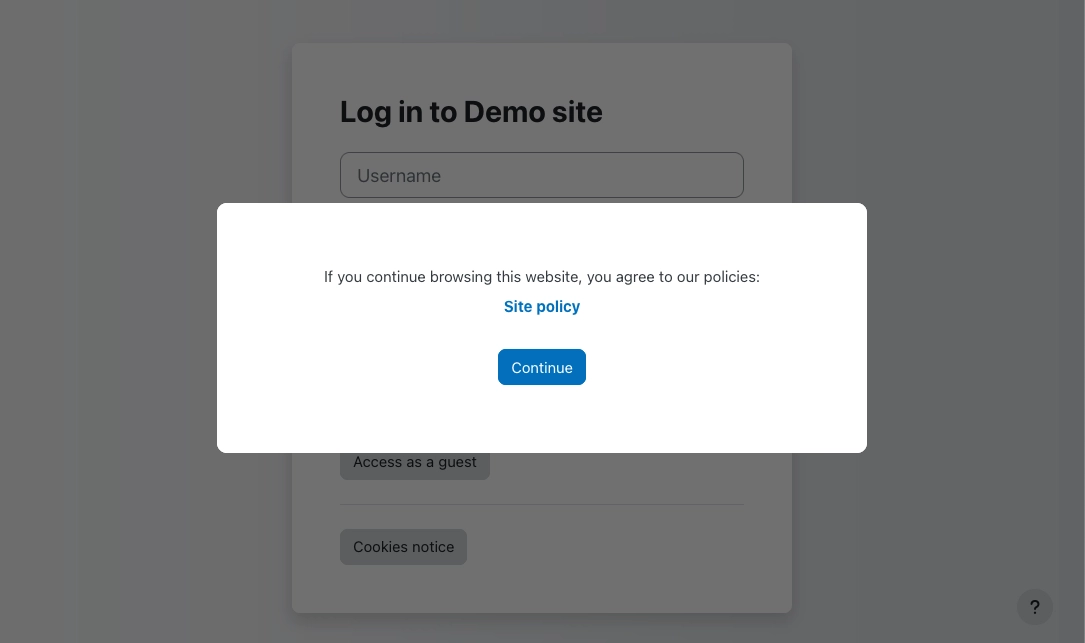 Log in to Demo site
Username
If you continue browsing this website, you agree to our policies:
Site policy
Continue
Access as a guest
Cookies notice
?